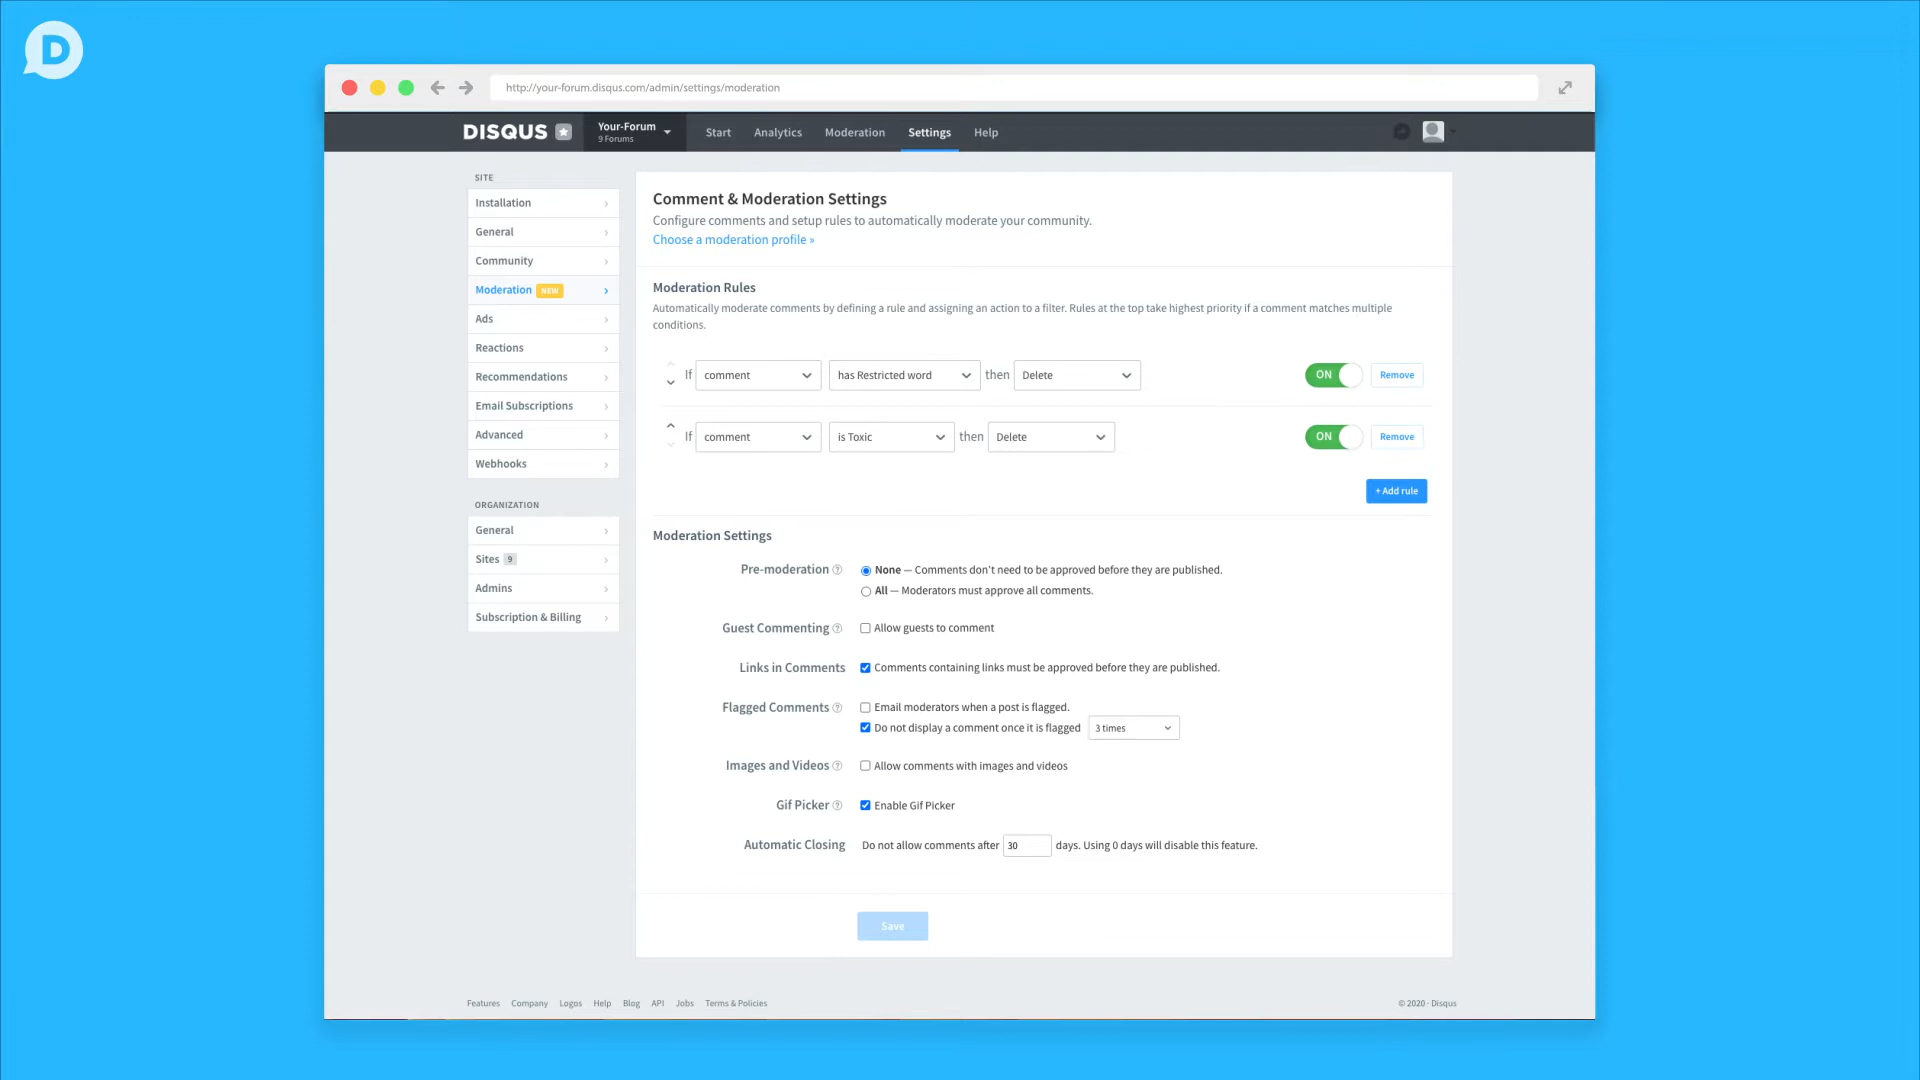 D
http://your-forum.disqus.com/admin/settings/moderation
DISQUS
Your-Forum
9 Forums
Start
Analytics
Moderation
Settings
Help
SITE
Installation
General
Community
Moderation NEW
Ads
Reactions
Recommendations
Email Subscriptions
Advanced
Webhooks
ORGANIZATION
General
Sites 9
Admins
Subscription & Billing
Comment & Moderation Settings
Configure comments and setup rules to automatically moderate your community.
Choose a moderation profile »
Moderation Rules
Automatically moderate comments by defining a rule and assigning an action to a filter. Rules at the top take highest priority if a comment matches multiple
conditions.
If comment has Restricted word then Delete ON Remove
If comment is Toxic then Delete ON Remove
+ Add rule
Moderation Settings
Pre-moderation ? None — Comments don't need to be approved before they are published.
All — Moderators must approve all comments.
Guest Commenting ? Allow guests to comment
Links in Comments Comments containing links must be approved before they are published.
Flagged Comments ? Email moderators when a post is flagged.
Do not display a comment once it is flagged 3 times
Images and Videos ? Allow comments with images and videos
Gif Picker ? Enable Gif Picker
Automatic Closing Do not allow comments after 30 days. Using 0 days will disable this feature.
Save
Features Company Logos Help Blog API Jobs Terms & Policies © 2020 · Disqus